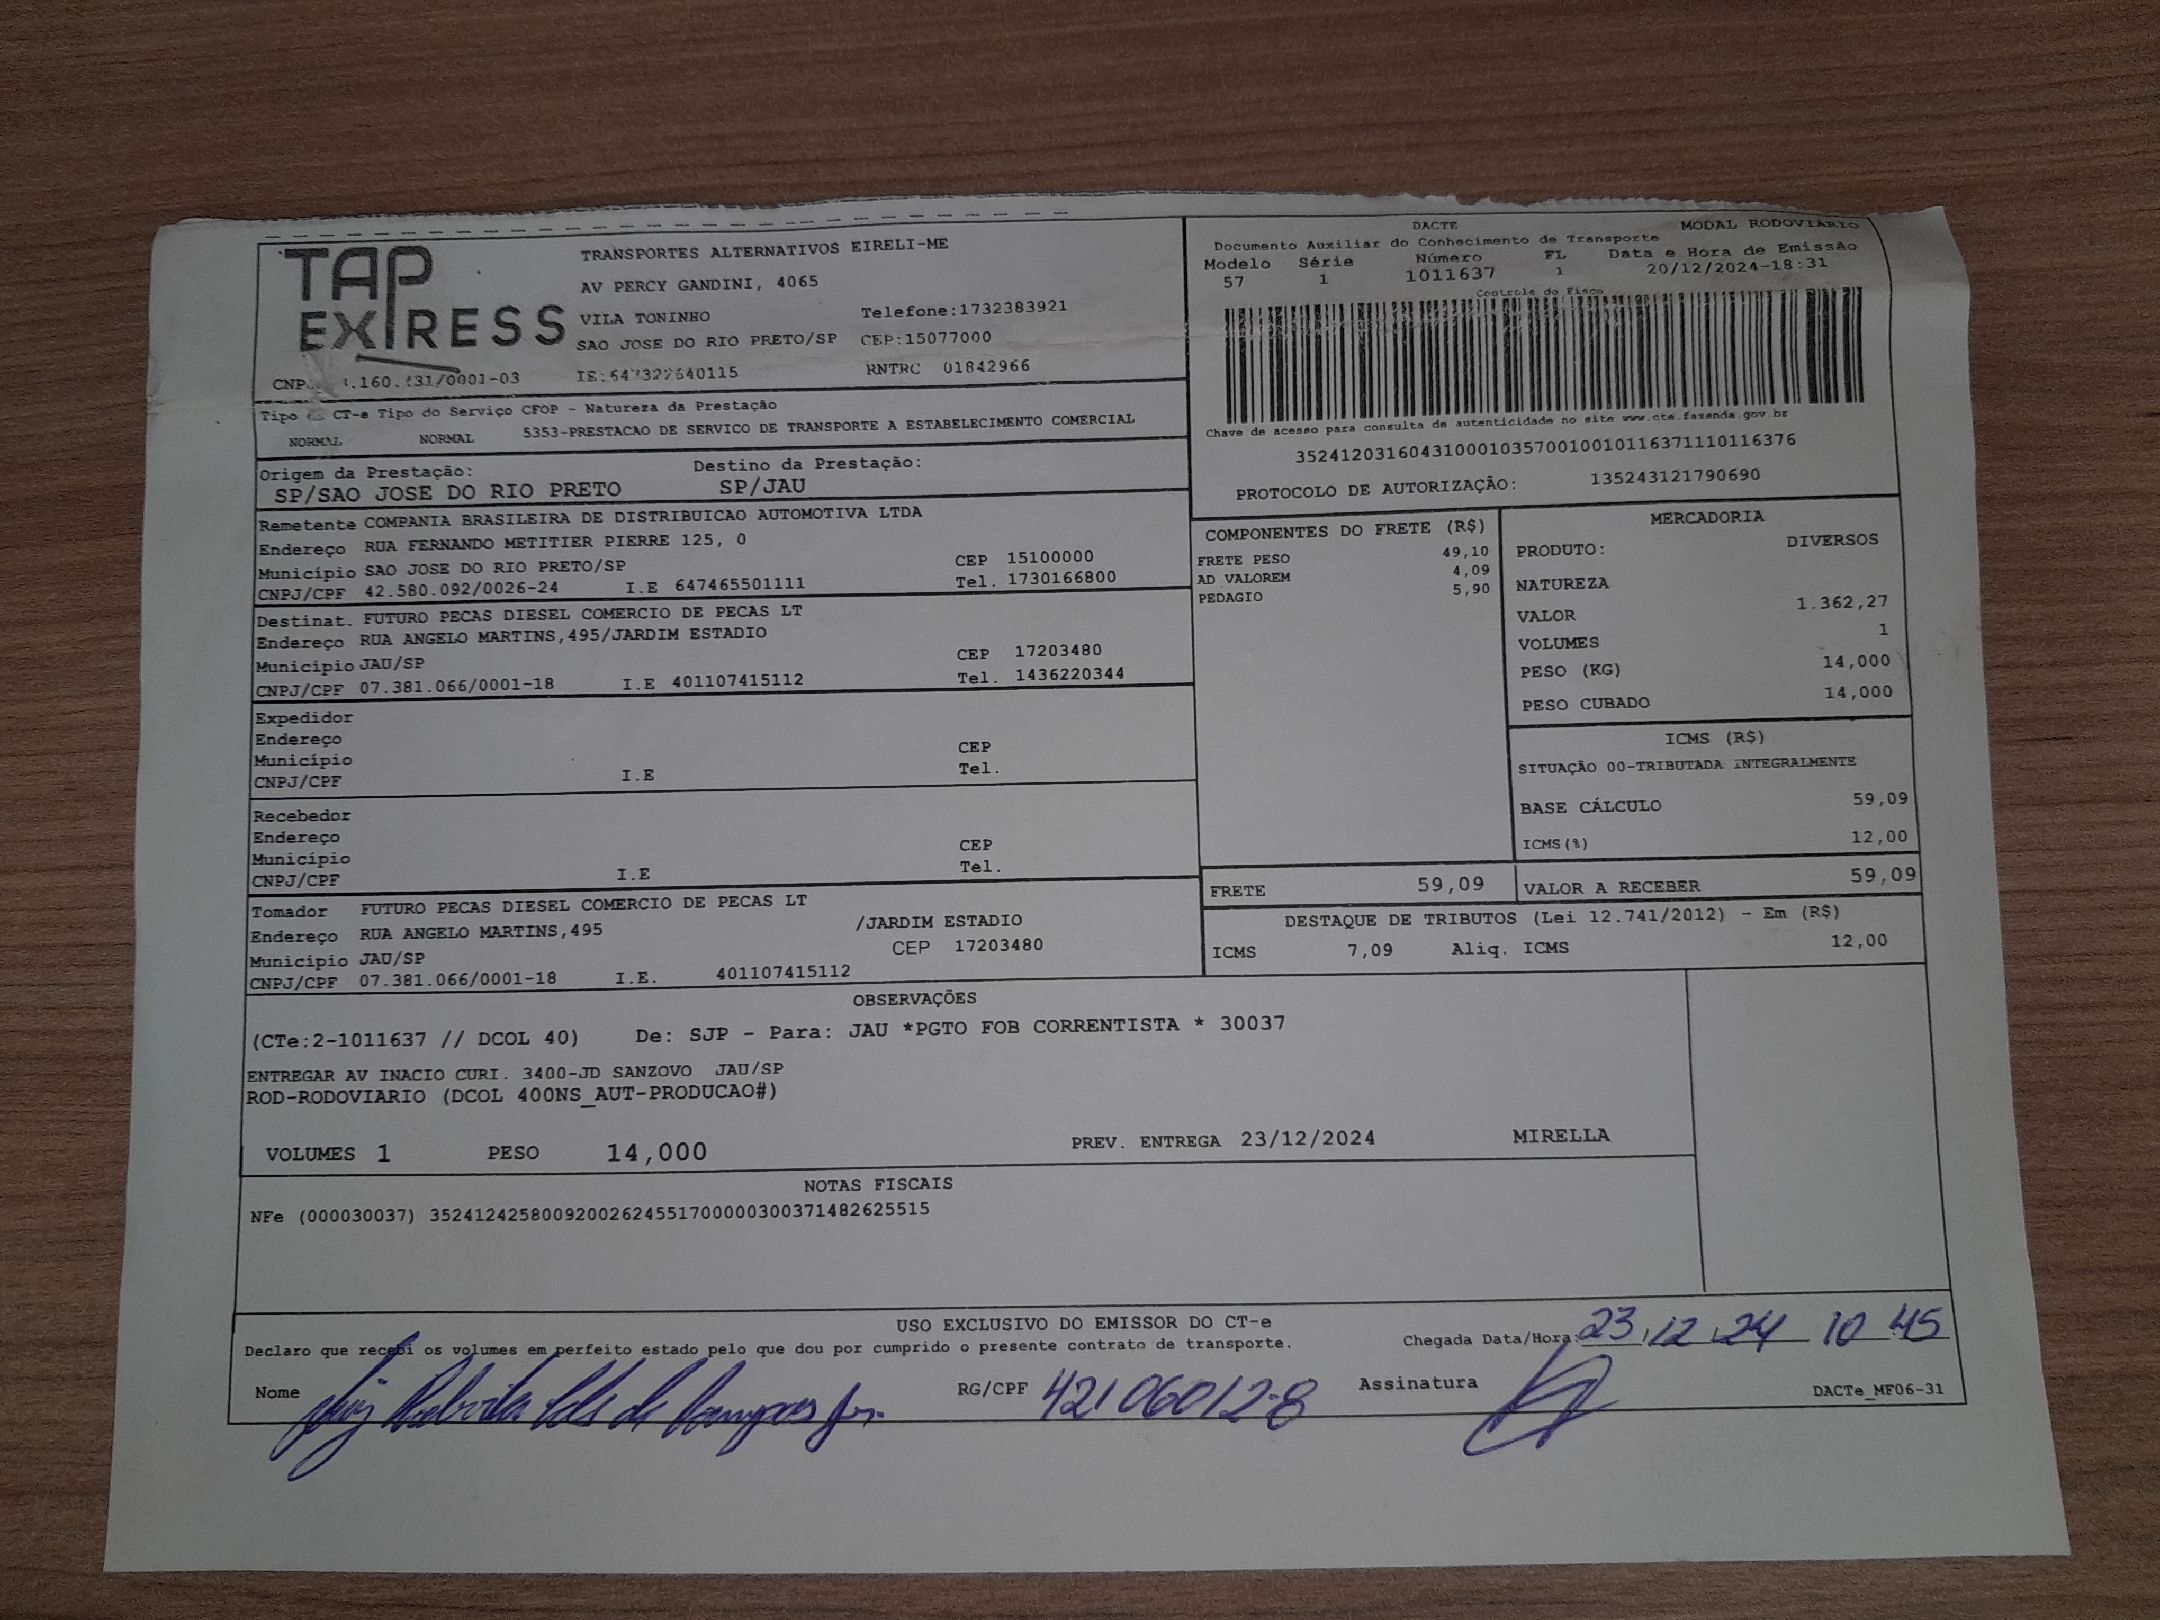 TAP EXPRESS
TRANSPORTES ALTERNATIVOS EIRELI-ME
AV PERCY GANDINI, 4065
VILA TONINHO Telefone:1732383921
SAO JOSE DO RIO PRETO/SP CEP:15077000
.160. 31/0001-03 RNTRC 01842966
Tipo CT-e Tipo do Serviço CFOP - Natureza da Prestação
NORMAL NORMAL 5353-PRESTACAO DE SERVICO DE TRANSPORTE A ESTABELECIMENTO COMERCIAL
Origem da Prestação: Destino da Prestação:
SP/SAO JOSE DO RIO PRETO SP/JAU
Remetente COMPANIA BRASILEIRA DE DISTRIBUICAO AUTOMOTIVA LTDA
Endereço RUA FERNANDO METITIER PIERRE 125, 0
Município SAO JOSE DO RIO PRETO/SP CEP 15100000
CNPJ/CPF 42.580.092/0026-24 I.E 647465501111 Tel. 1730166800
Destinat. FUTURO PECAS DIESEL COMERCIO DE PECAS LT
Endereço RUA ANGELO MARTINS,495/JARDIM ESTADIO
Município JAU/SP CEP 17203480
CNPJ/CPF 07.381.066/0001-18 I.E 401107415112 Tel. 1436220344
Expedidor
Endereço
Município CEP
CNPJ/CPF I.E Tel.
Recebedor
Endereço
Município CEP
CNPJ/CPF I.E Tel.
Tomador FUTURO PECAS DIESEL COMERCIO DE PECAS LT
Endereço RUA ANGELO MARTINS,495 /JARDIM ESTADIO
Município JAU/SP CEP 17203480
CNPJ/CPF 07.381.066/0001-18 I.E. 401107415112
DACTE MODAL RODOVIÁRIO
Documento Auxiliar do Conhecimento de Transporte
Modelo Série Número FL Data e Hora de Emissão
57 1 1011637 1 20/12/2024-18:31
Controle do Fisco
Chave de acesso para consulta de autenticidade no site www.cte.fazenda.gov.br
35241203160431000103570010010116371110116376
PROTOCOLO DE AUTORIZAÇÃO: 135243121790690
COMPONENTES DO FRETE (R$)
FRETE PESO 49,10
AD VALOREM 4,09
PEDAGIO 5,90
MERCADORIA
PRODUTO: DIVERSOS
NATUREZA
VALOR 1.362,27
VOLUMES 1
PESO (KG) 14,000
PESO CUBADO 14,000
ICMS (R$)
SITUAÇÃO 00-TRIBUTADA INTEGRALMENTE
BASE CÁLCULO 59,09
ICMS(%) 12,00
FRETE 59,09 VALOR A RECEBER 59,09
DESTAQUE DE TRIBUTOS (Lei 12.741/2012) - Em (R$)
ICMS 7,09 Aliq. ICMS 12,00
OBSERVAÇÕES
(CTe:2-1011637 // DCOL 40) De: SJP - Para: JAU *PGTO FOB CORRENTISTA * 30037
ENTREGAR AV INACIO CURI. 3400-JD SANZOVO JAU/SP
ROD-RODOVIARIO (DCOL 400NS_AUT-PRODUCAO#)
VOLUMES 1 PESO 14,000 PREV. ENTREGA 23/12/2024 MIRELLA
NOTAS FISCAIS
NFe (000030037) 35241242580092002624551700000300371482625515
USO EXCLUSIVO DO EMISSOR DO CT-e
Declaro que recebi os volumes em perfeito estado pelo que dou por cumprido o presente contrato de transporte.
Chegada Data/Hora: 23,12,24 10 45
Nome RG/CPF 42106012-8 Assinatura
DACTe_MF06-31